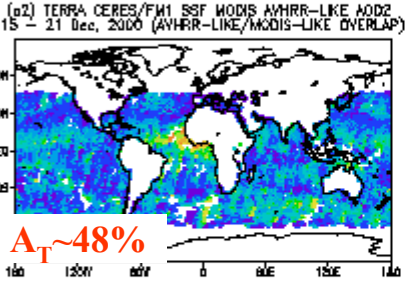 (a2) TERRA CERES/FM1 SSF MODIS AVHRR-LIKE AOD2
15 - 21 Dec, 2000 (AVHRR-LIKE/MODIS-LIKE OVERLAP)
A_T~48%
180 120W 60W 0 60E 120E 180